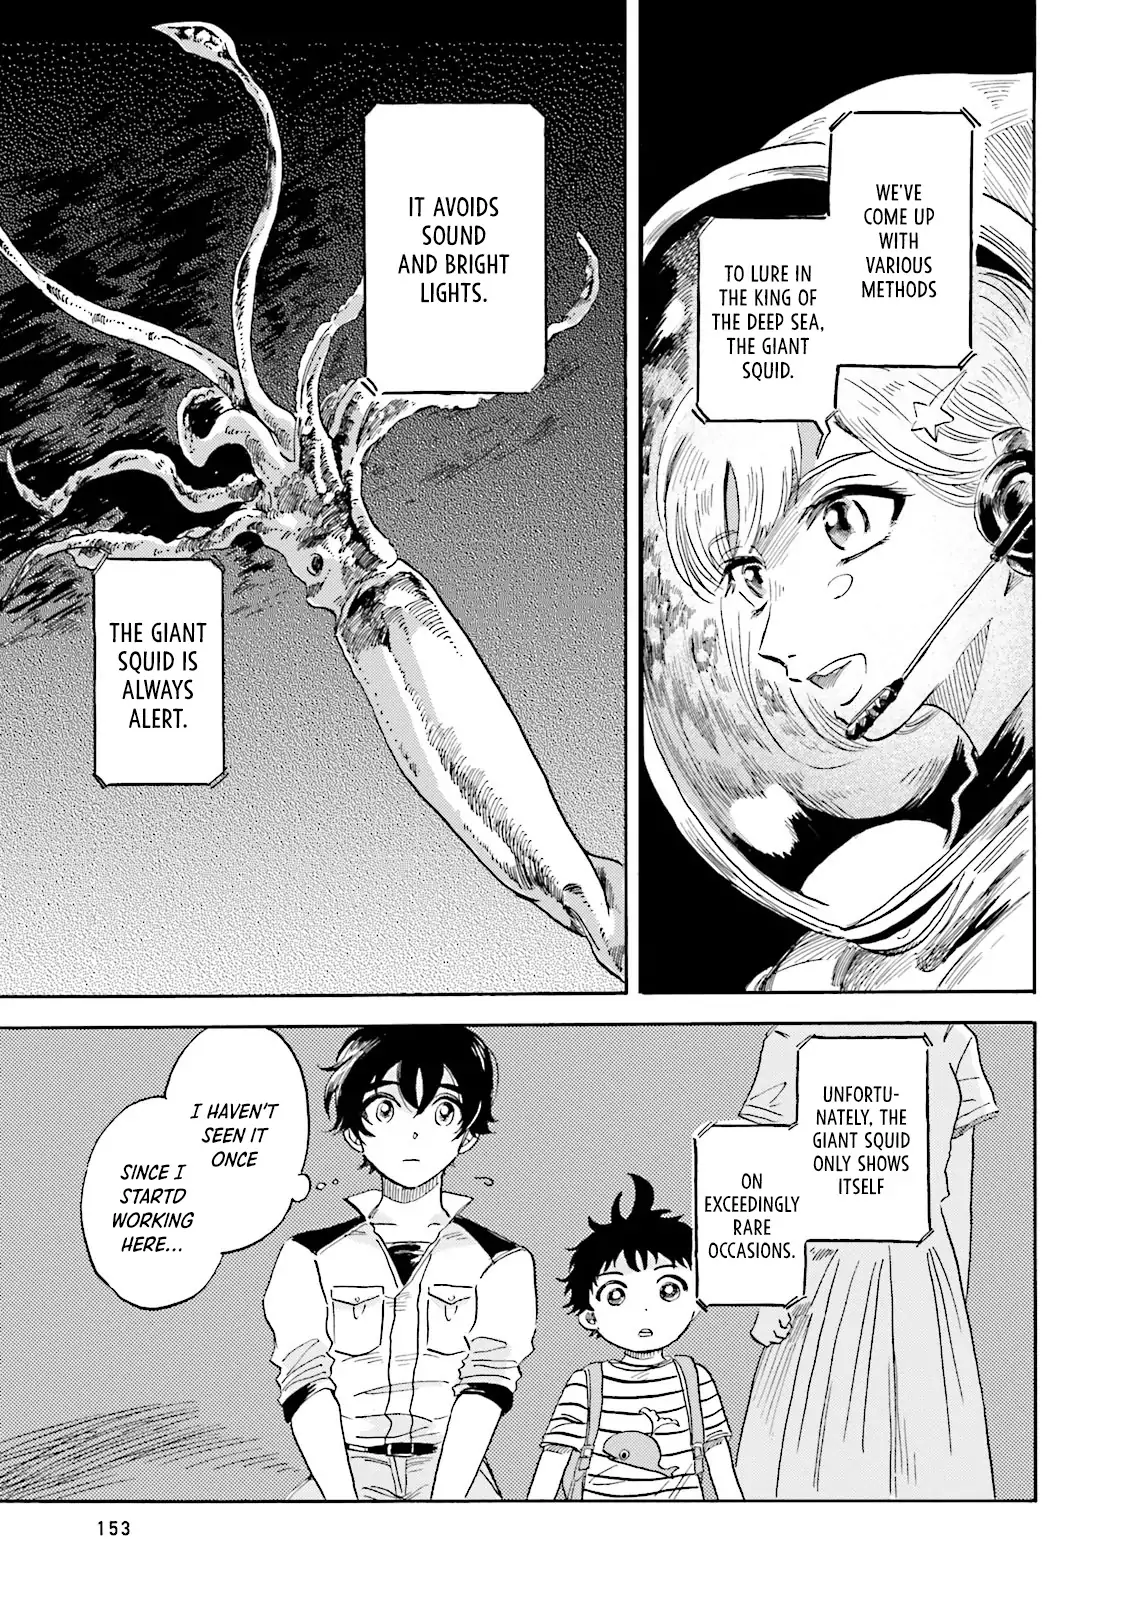 WE'VE
COME UP
WITH
VARIOUS
METHODS
TO LURE IN
THE KING OF
THE DEEP SEA,
THE GIANT
SQUID.
IT AVOIDS
SOUND
AND BRIGHT
LIGHTS.
THE GIANT
SQUID IS
ALWAYS
ALERT.
UNFORTU-
NATELY, THE
GIANT SQUID
ONLY SHOWS
ITSELF
ON
EXCEEDINGLY
RARE
OCCASIONS.
I HAVEN'T
SEEN IT
ONCE
SINCE I
STARTD
WORKING
HERE...
153